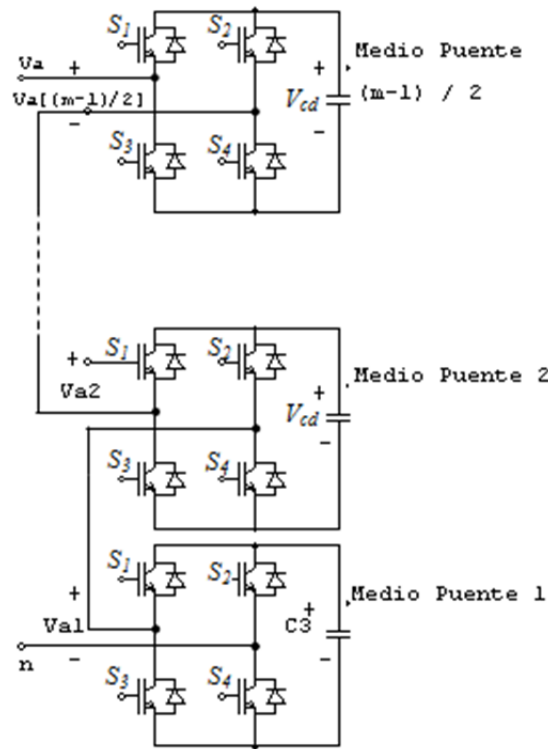 S1 S2
Va + + Medio Puente
Va[(m-1)/2] Vcd (m-1) / 2
- -
S3 S4
S1 S2
+ + Medio Puente 2
Va2 Vcd
- -
S3 S4
S1 S2
+ + Medio Puente 1
Va1 C3
n - -
S3 S4